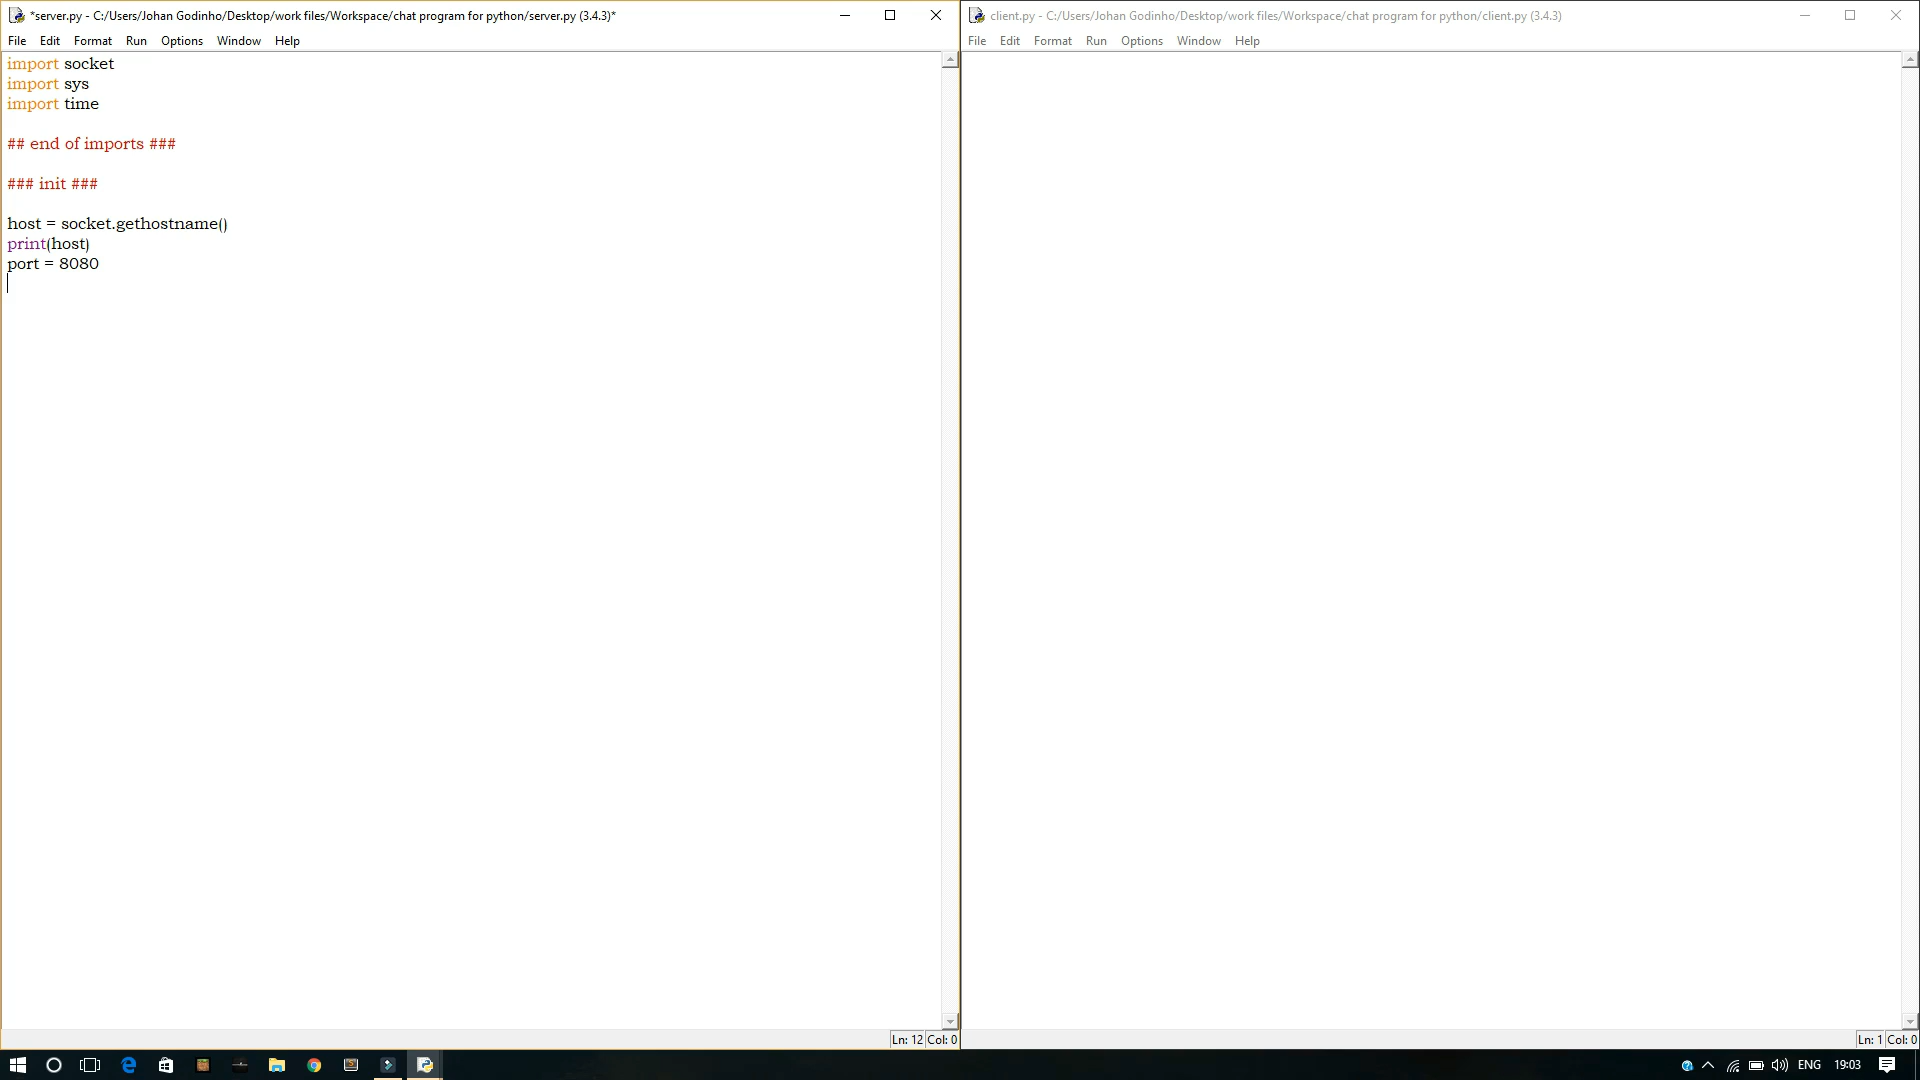 *server.py - C:/Users/Johan Godinho/Desktop/work files/Workspace/chat program for python/server.py (3.4.3)*
File Edit Format Run Options Window Help
import socket
import sys
import time
## end of imports ###
### init ###
host = socket.gethostname()
print(host)
port = 8080
Ln: 12 Col: 0
client.py - C:/Users/Johan Godinho/Desktop/work files/Workspace/chat program for python/client.py (3.4.3)
File Edit Format Run Options Window Help
Ln: 1 Col: 0
ENG 19:03